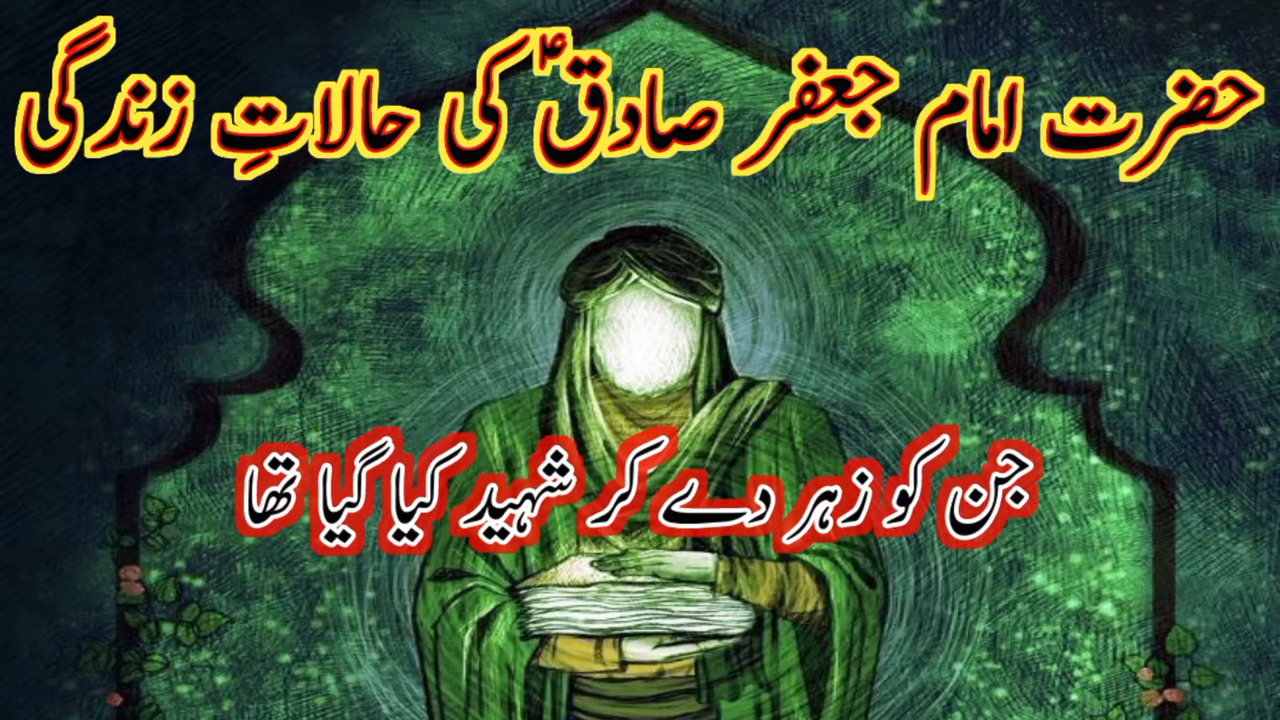 حضرت امام جعفر صادقؑ کی حالاتِ زندگی
جن کو زہر دے کر شہید کیا گیا تھا